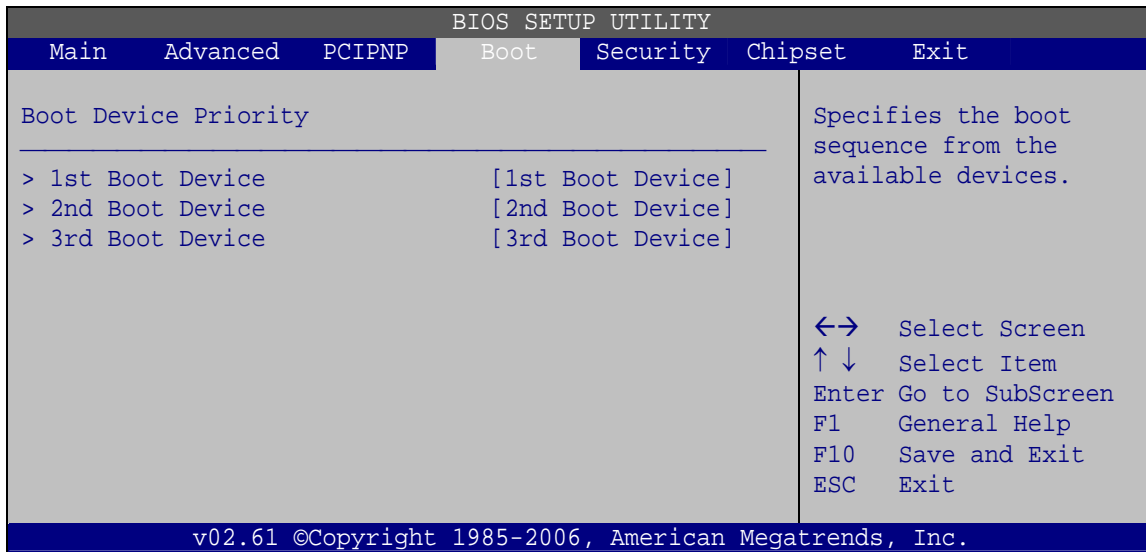 BIOS SETUP UTILITY
Main Advanced PCIPNP Boot Security Chipset Exit
Boot Device Priority
> 1st Boot Device [1st Boot Device]
> 2nd Boot Device [2nd Boot Device]
> 3rd Boot Device [3rd Boot Device]
Specifies the boot
sequence from the
available devices.
←→ Select Screen
↑ ↓ Select Item
Enter Go to SubScreen
F1 General Help
F10 Save and Exit
ESC Exit
v02.61 ©Copyright 1985-2006, American Megatrends, Inc.